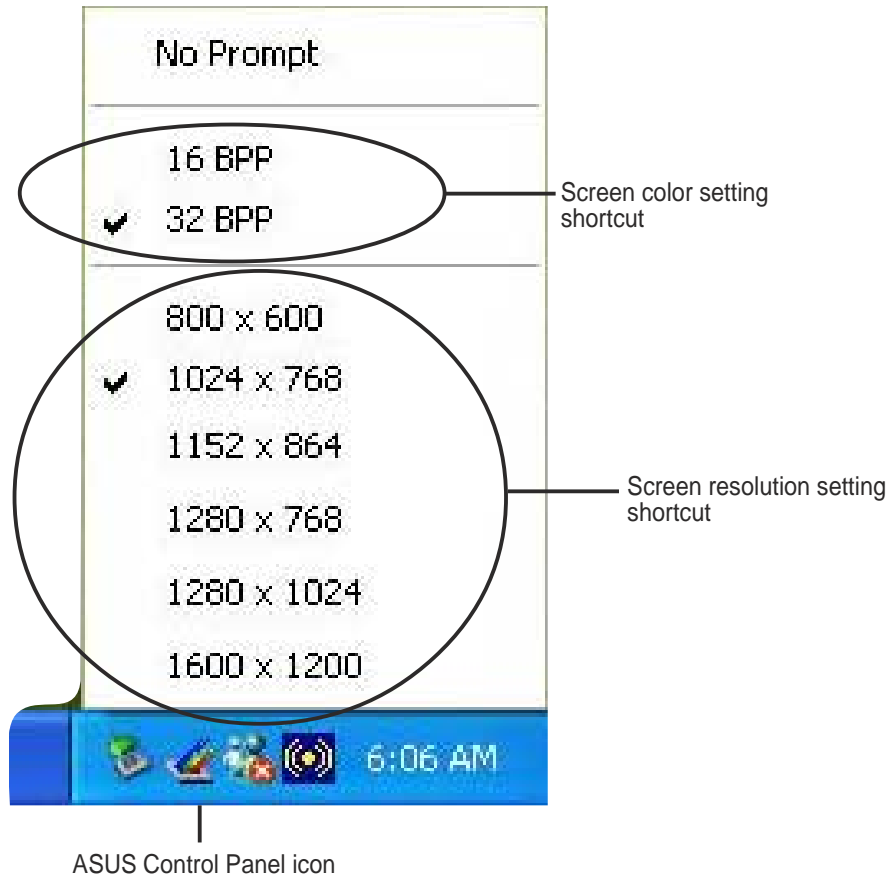 No Prompt
16 BPP
32 BPP
Screen color setting
shortcut
800 x 600
1024 x 768
1152 x 864
1280 x 768
1280 x 1024
1600 x 1200
Screen resolution setting
shortcut
6:06 AM
ASUS Control Panel icon